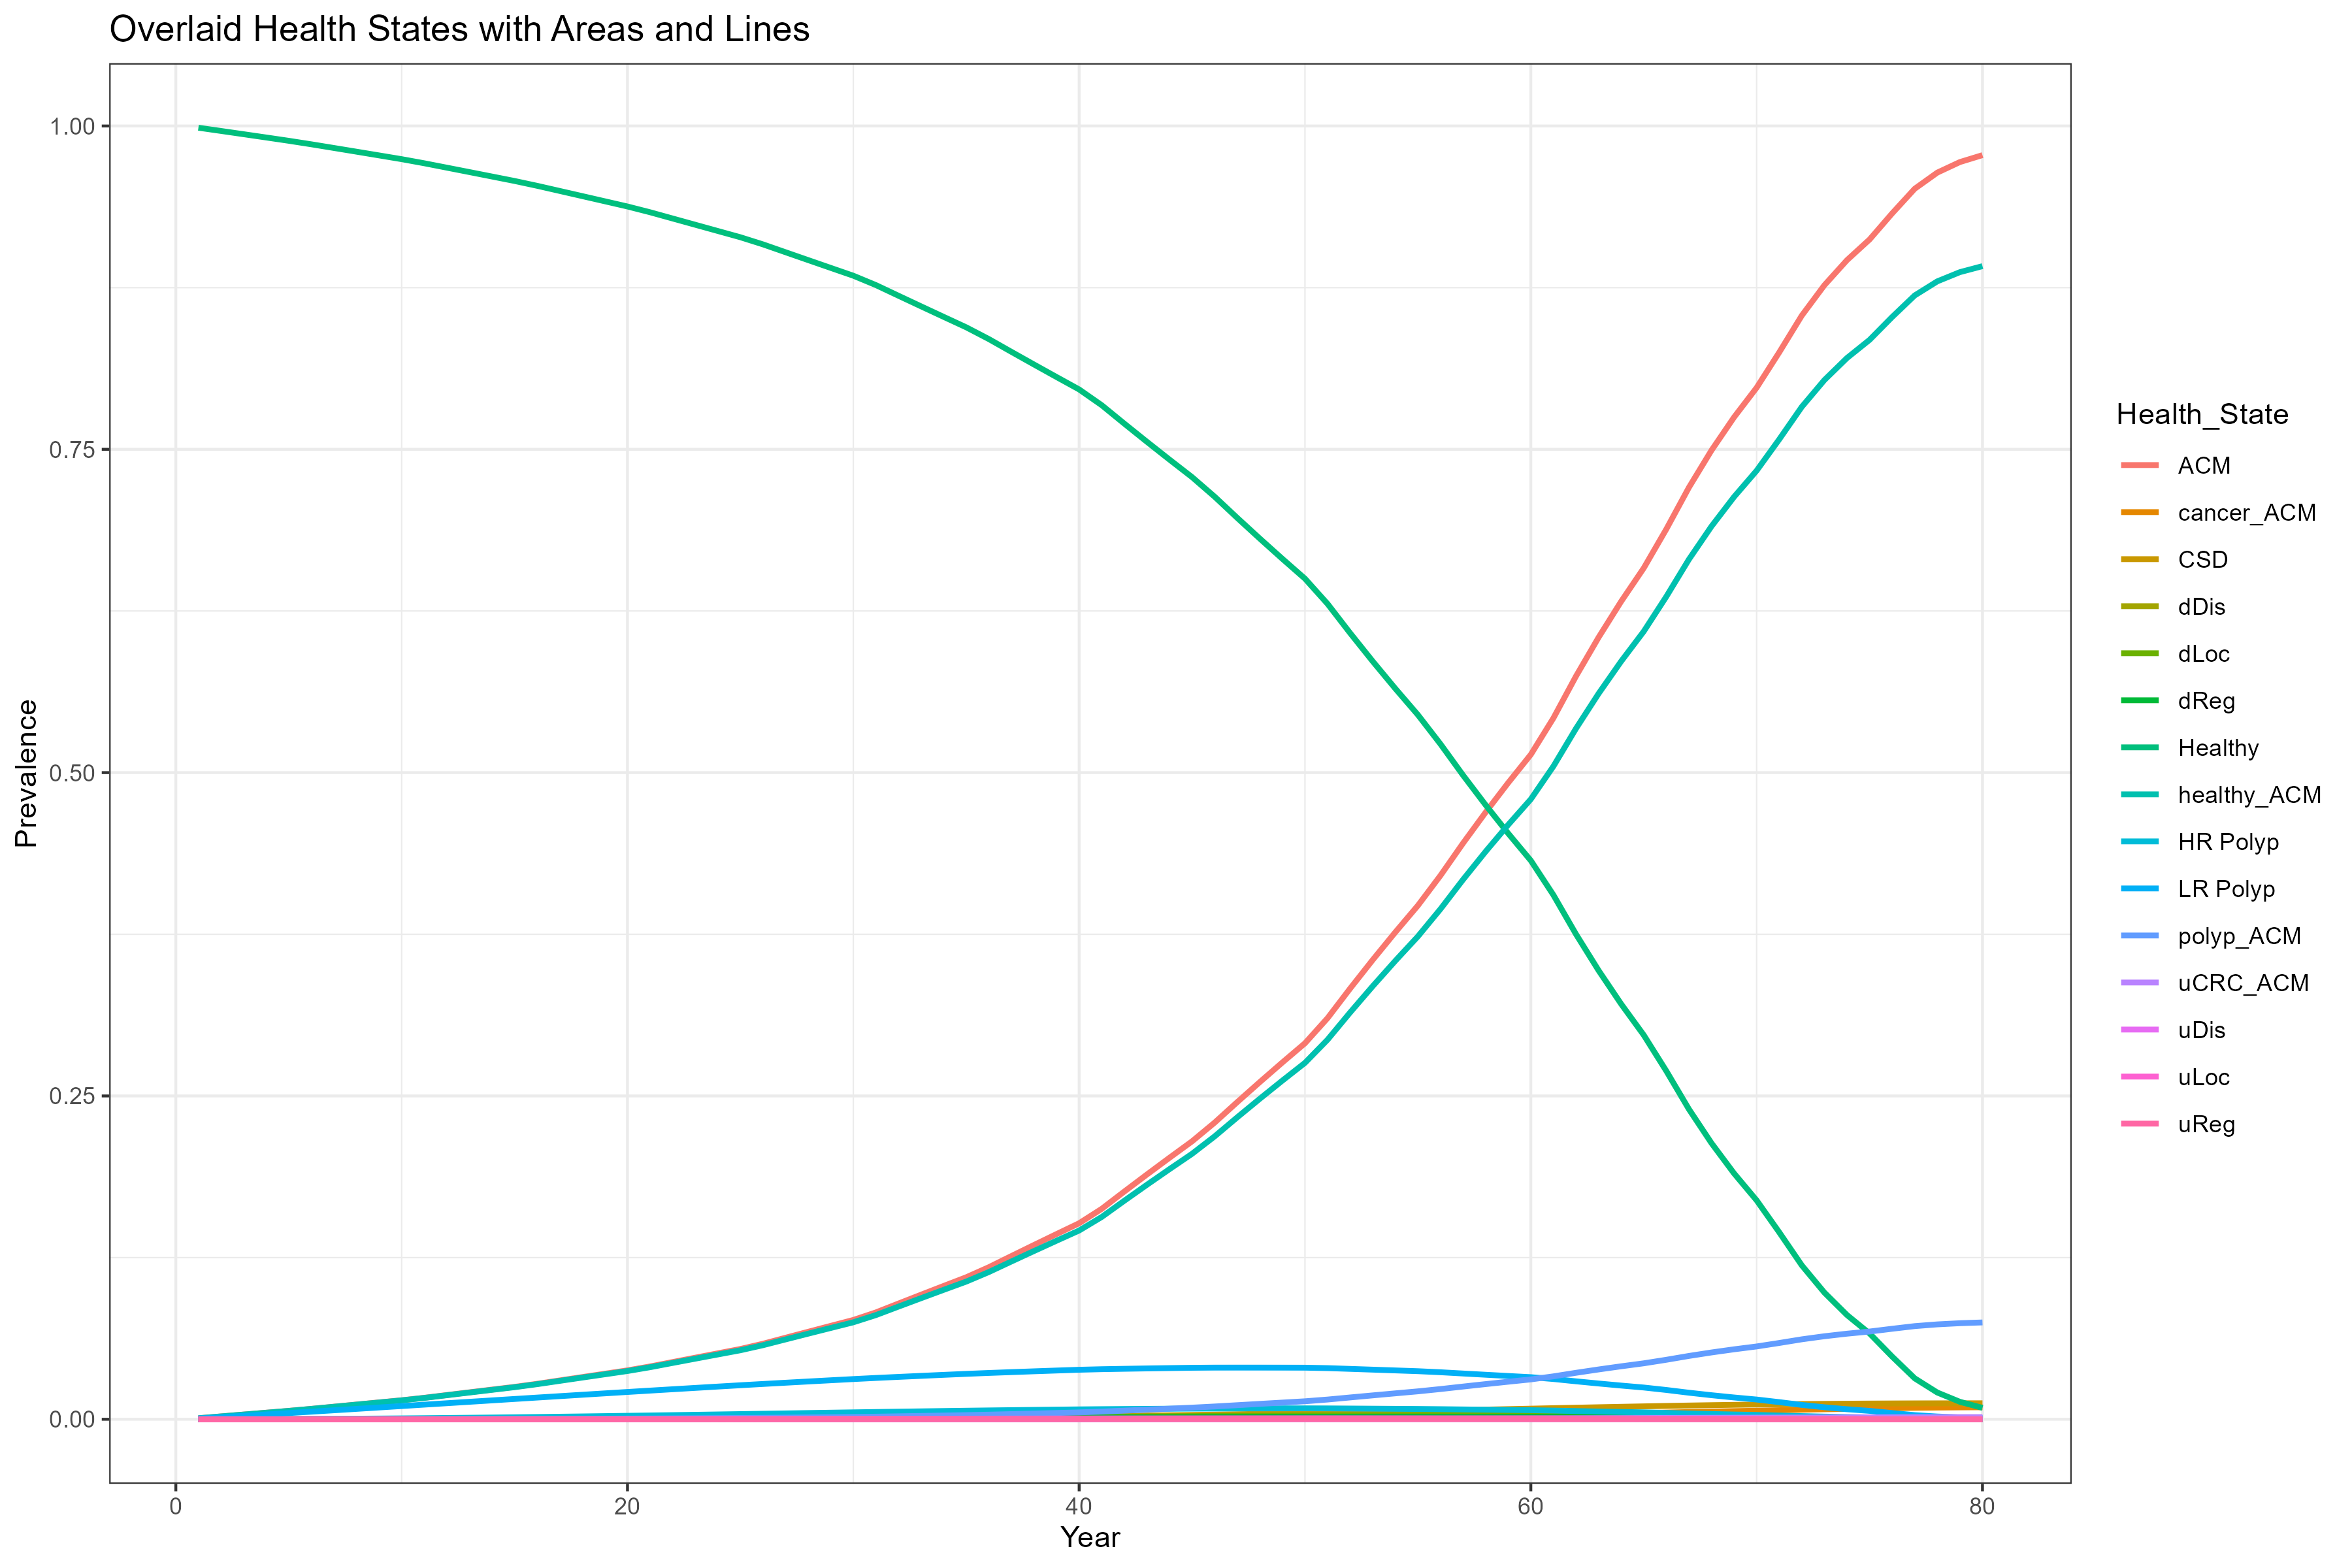 Overlaid Health States with Areas and Lines
1.00
0.75
0.50
0.25
0.00
Prevalence
0
20
40
60
80
Year
Health_State
ACM
cancer_ACM
CSD
dDis
dLoc
dReg
Healthy
healthy_ACM
HR Polyp
LR Polyp
polyp_ACM
uCRC_ACM
uDis
uLoc
uReg